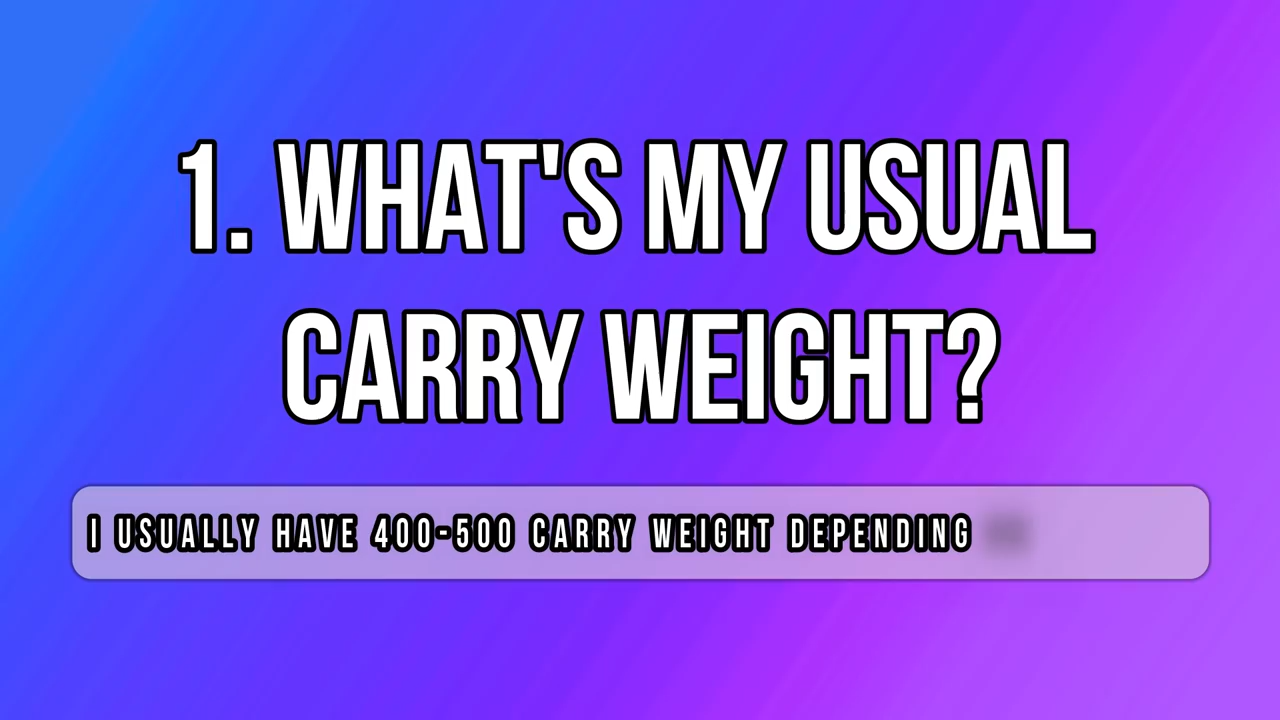 1. WHAT'S MY USUAL
CARRY WEIGHT?
I USUALLY HAVE 400-500 CARRY WEIGHT DEPENDING